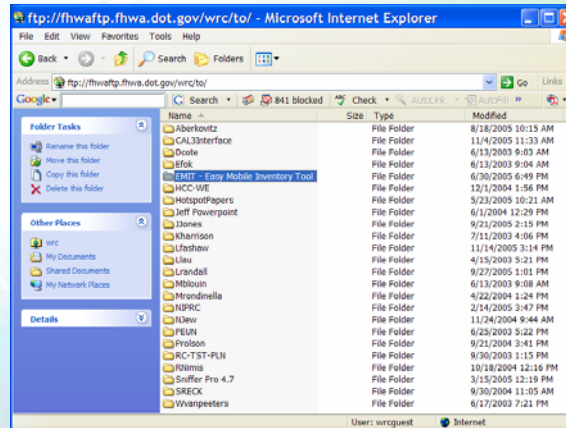 ftp://fhwaftp.fhwa.dot.gov/wrc/to/ - Microsoft Internet Explorer
File Edit View Favorites Tools Help
Back Search Folders
Address ftp://fhwaftp.fhwa.dot.gov/wrc/to/ Go Links
Google Search 841 blocked Check AutoLink AutoFill
Name Size Type Modified
Folder Tasks
Rename this folder
Move this folder
Copy this folder
Delete this folder
Other Places
wrc
My Documents
Shared Documents
My Network Places
Details
Aberkovitz File Folder 8/18/2005 10:15 AM
CAL3Interface File Folder 11/4/2005 11:33 AM
Dcote File Folder 6/13/2003 9:03 AM
Efok File Folder 6/13/2003 9:04 AM
EMIT - Easy Mobile Inventory Tool File Folder 6/30/2005 6:49 PM
HCC-WE File Folder 12/1/2004 1:56 PM
HotspotPapers File Folder 5/23/2005 10:21 AM
Jeff Powerpoint File Folder 6/1/2004 12:29 PM
JJones File Folder 9/21/2005 2:15 PM
Kharrison File Folder 7/11/2003 4:06 PM
Lfashaw File Folder 11/14/2005 3:14 PM
Llau File Folder 4/15/2003 5:21 PM
Lrandall File Folder 9/27/2005 1:01 PM
Mblouin File Folder 6/13/2003 9:08 AM
Mrondinella File Folder 4/22/2004 1:24 PM
NIPRC File Folder 2/14/2005 3:47 PM
NJew File Folder 11/24/2004 9:44 AM
PEUN File Folder 6/25/2003 5:22 PM
Prolson File Folder 9/21/2004 3:41 PM
RC-TST-PLN File Folder 9/30/2003 1:15 PM
RNimis File Folder 10/18/2004 12:16 PM
Sniffer Pro 4.7 File Folder 3/15/2005 12:19 PM
SRECK File Folder 9/30/2004 11:05 AM
Wvanpeeters File Folder 6/17/2003 7:21 PM
User: wrcguest Internet